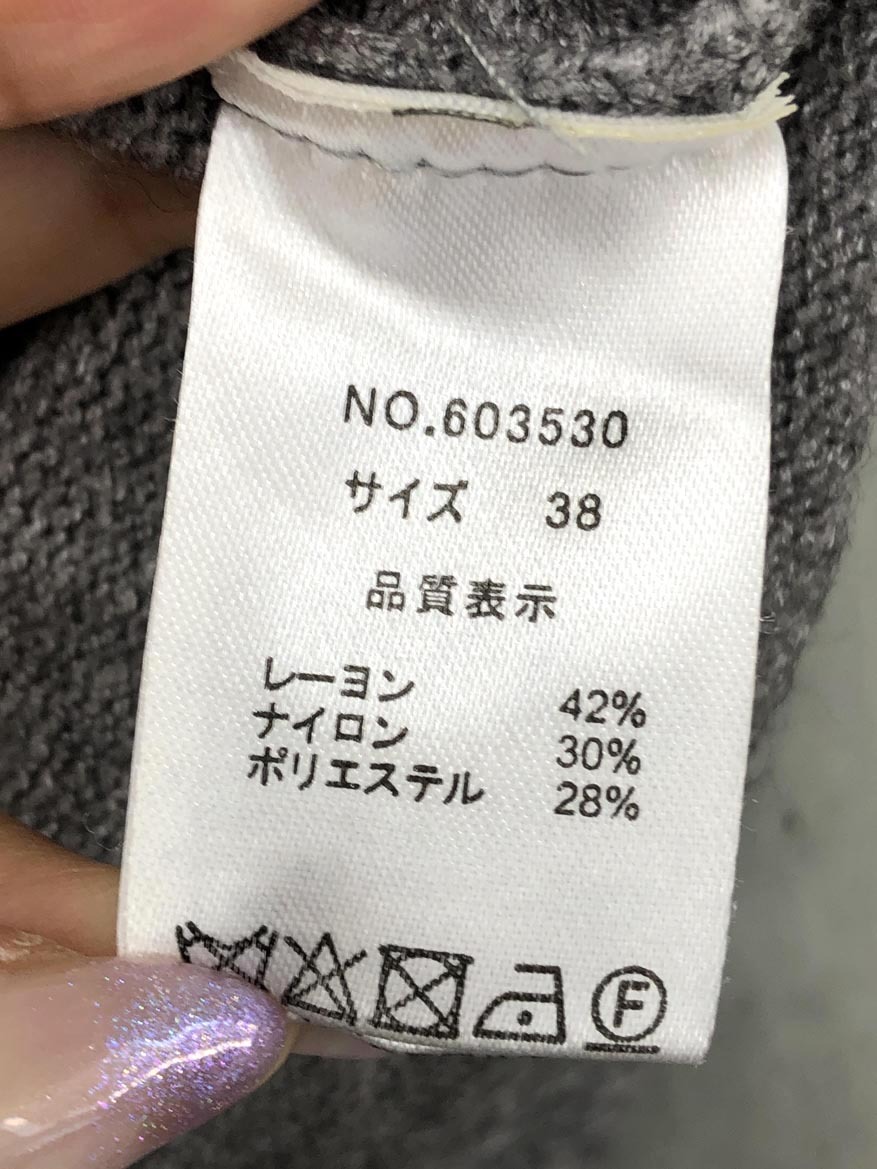 NO.603530
サイズ 38
品質表示
レーヨン 42%
ナイロン 30%
ポリエステル 28%
F